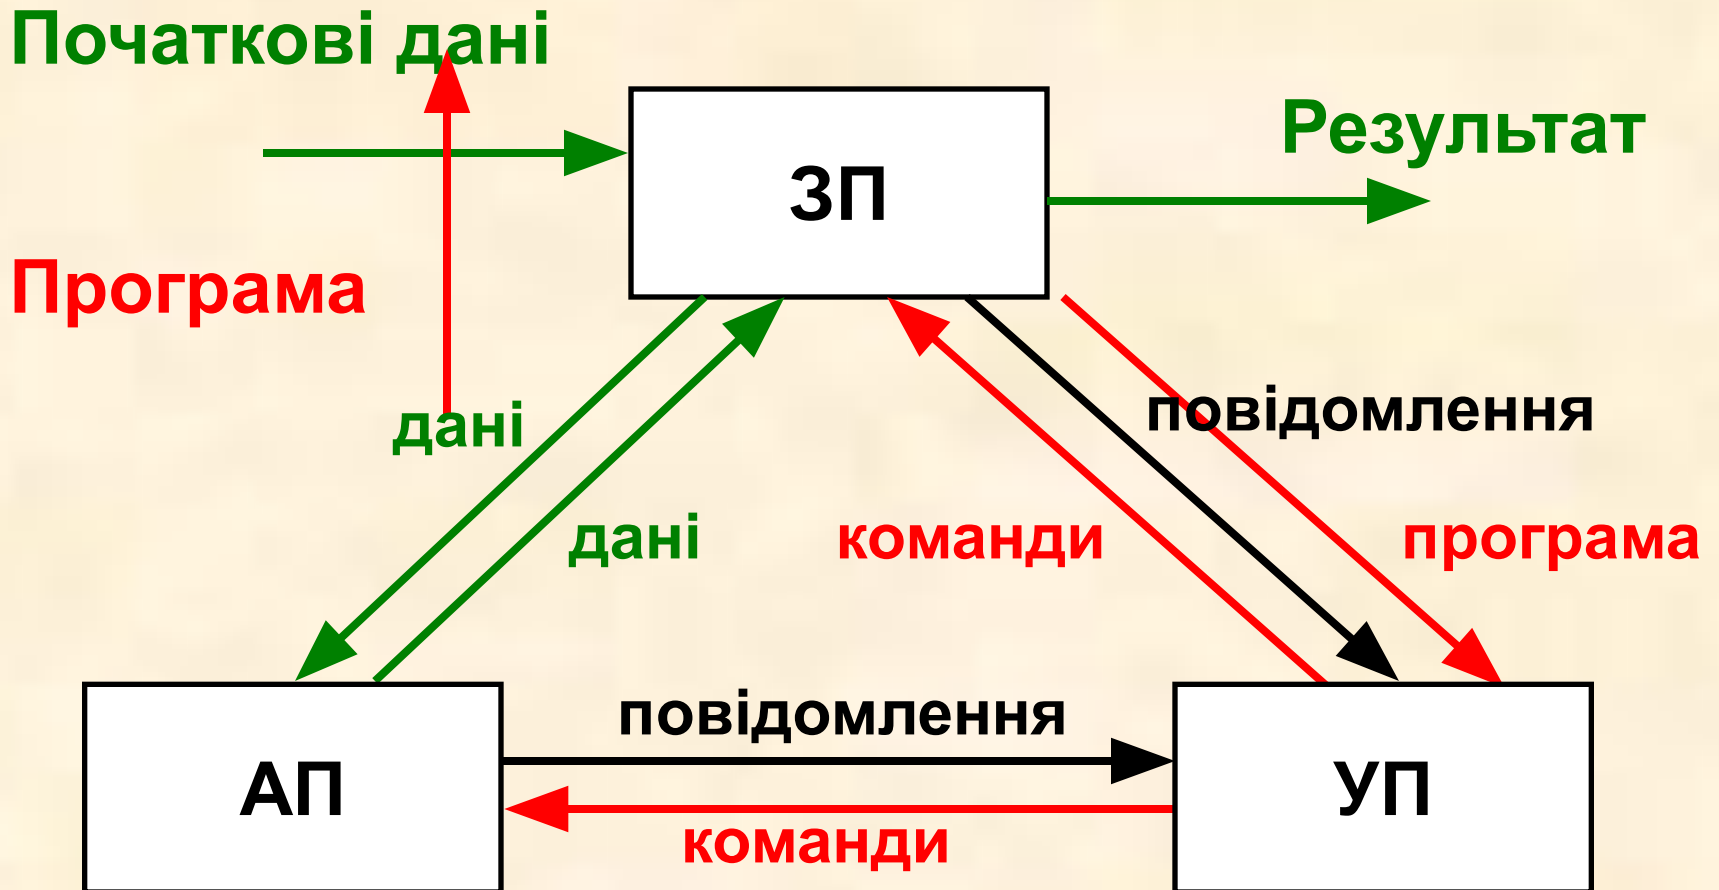 Початкові дані
Результат
ЗП
Програма
повідомлення
дані
дані
команди
програма
повідомлення
АП
УП
команди